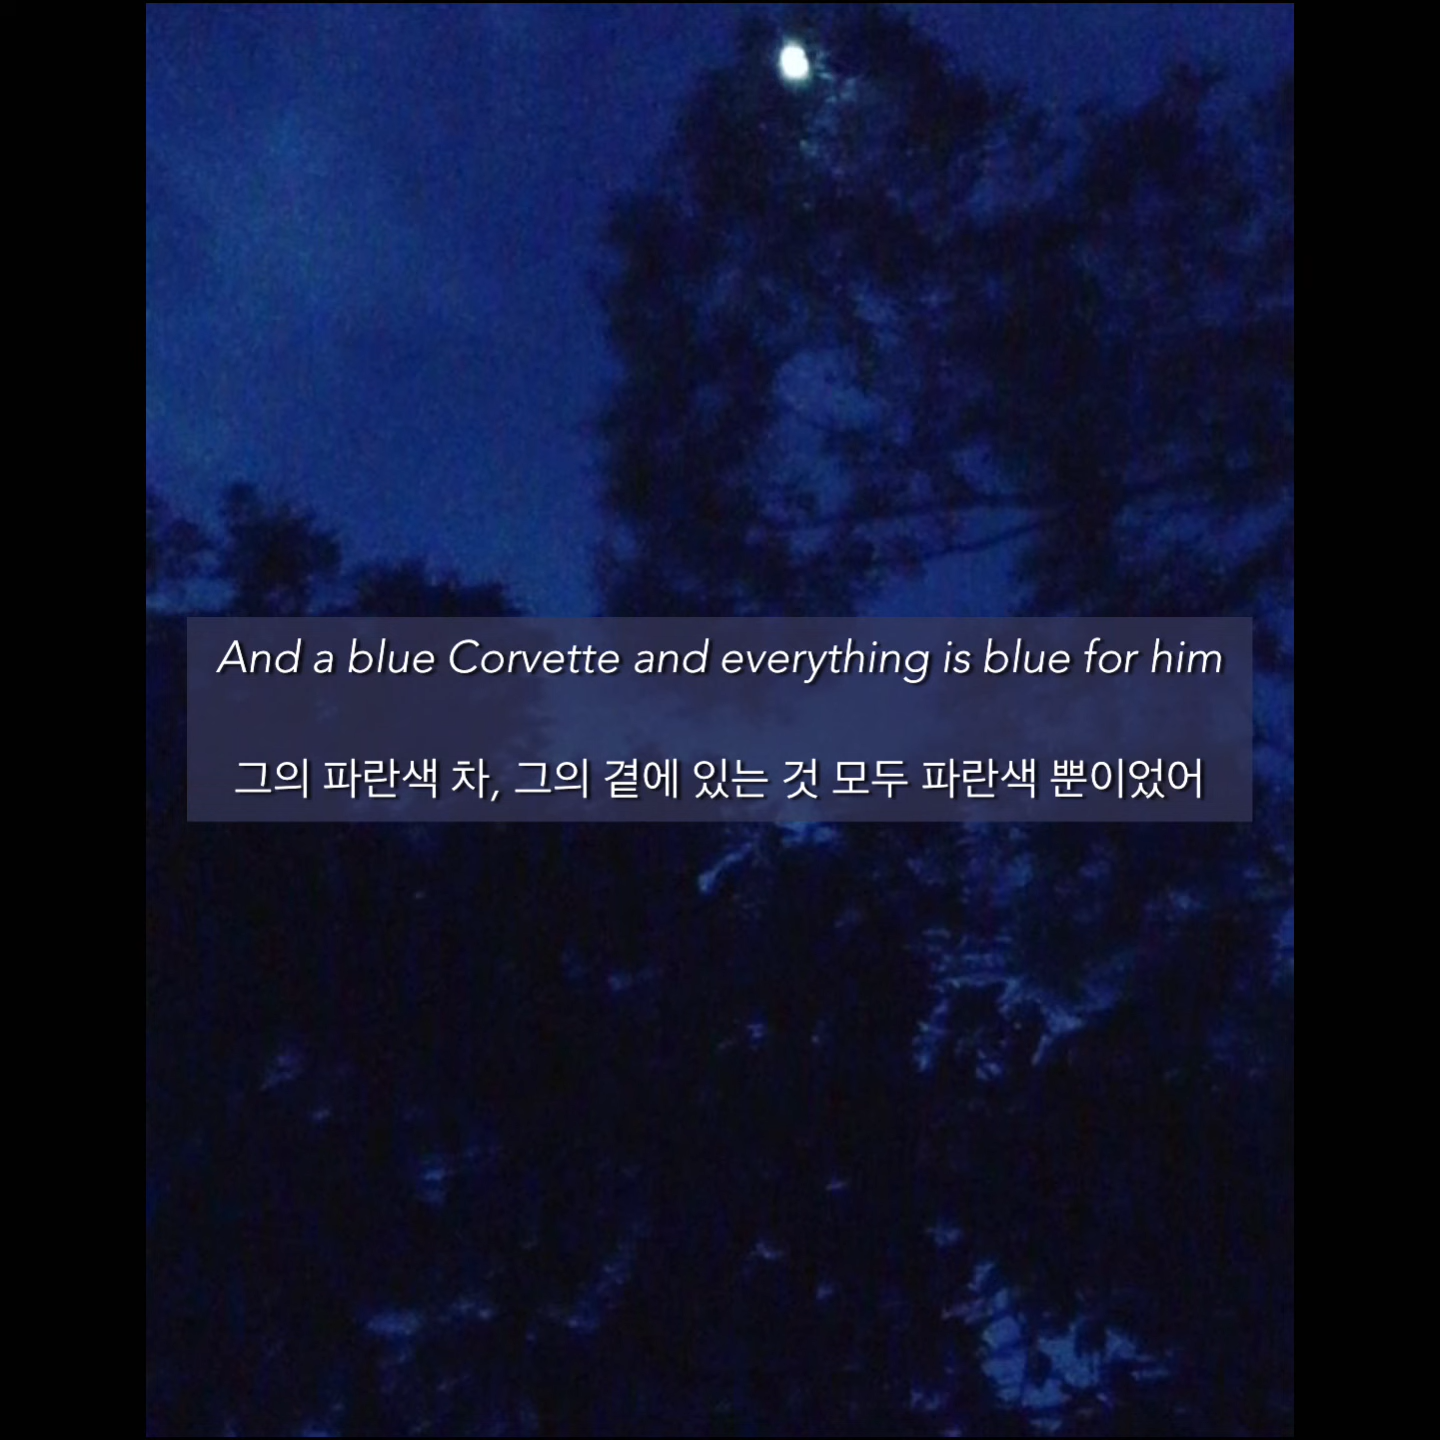 And a blue Corvette and everything is blue for him
그의 파란색 차, 그의 곁에 있는 것 모두 파란색 뿐이었어